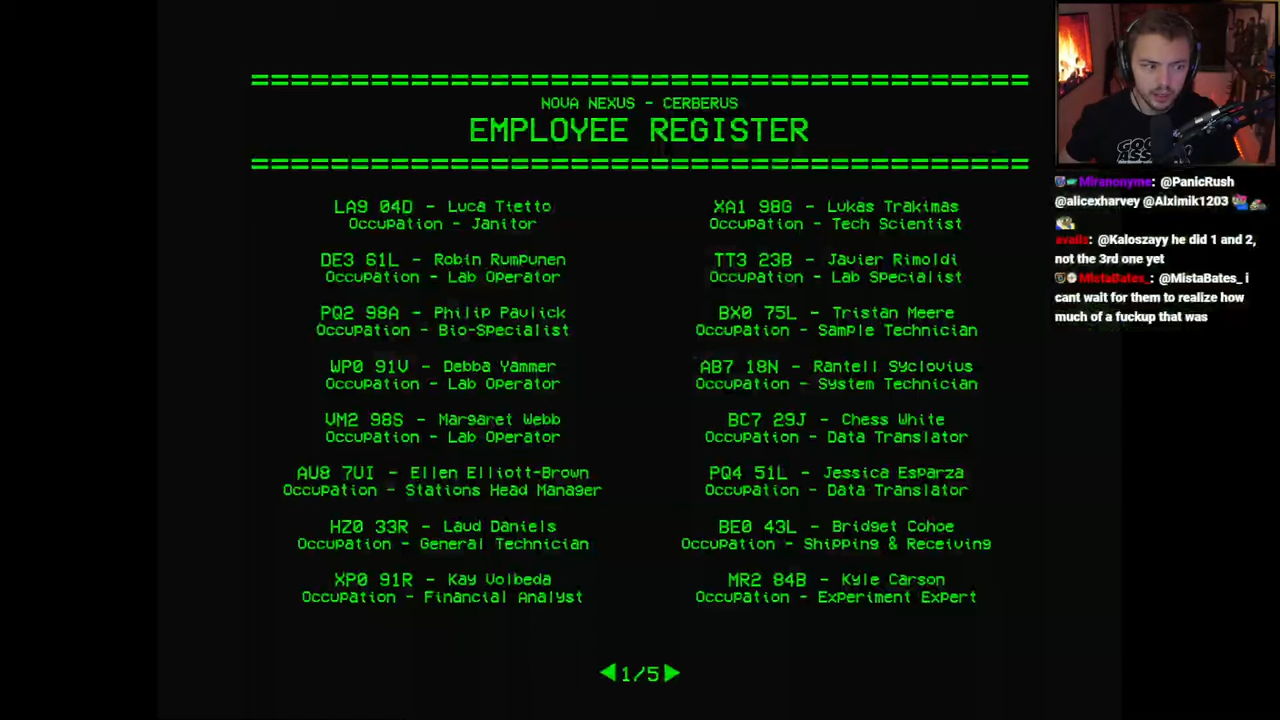 ========================================
NOVA NEXUS - CERBERUS
EMPLOYEE REGISTER
========================================
LA9 04D - Luca Tietto
Occupation - Janitor
DE3 61L - Robin Rumpunen
Occupation - Lab Operator
PQ2 98A - Philip Pavlick
Occupation - Bio-Specialist
WP0 91V - Debba Yammer
Occupation - Lab Operator
VM2 98S - Margaret Webb
Occupation - Lab Operator
AU8 7UI - Ellen Elliott-Brown
Occupation - Stations Head Manager
HZ0 33R - Laud Daniels
Occupation - General Technician
XP0 91R - Kay Volbeda
Occupation - Financial Analyst
XA1 98G - Lukas Trakimas
Occupation - Tech Scientist
TT3 23B - Javier Rimoldi
Occupation - Lab Specialist
BX0 75L - Tristan Meere
Occupation - Sample Technician
AB7 18N - Rantell Syclovius
Occupation - System Technician
BC7 29J - Chess White
Occupation - Data Translator
PQ4 51L - Jessica Esparza
Occupation - Data Translator
BE0 43L - Bridget Cohoe
Occupation - Shipping & Receiving
MR2 84B - Kyle Carson
Occupation - Experiment Expert
◀ 1/5 ▶
Miranonyme: @PanicRush
@alicexharvey @Alximik1203
avails: @Kaloszayy he did 1 and 2,
not the 3rd one yet
MistaBates_: @MistaBates_ i
cant wait for them to realize how
much of a fuckup that was